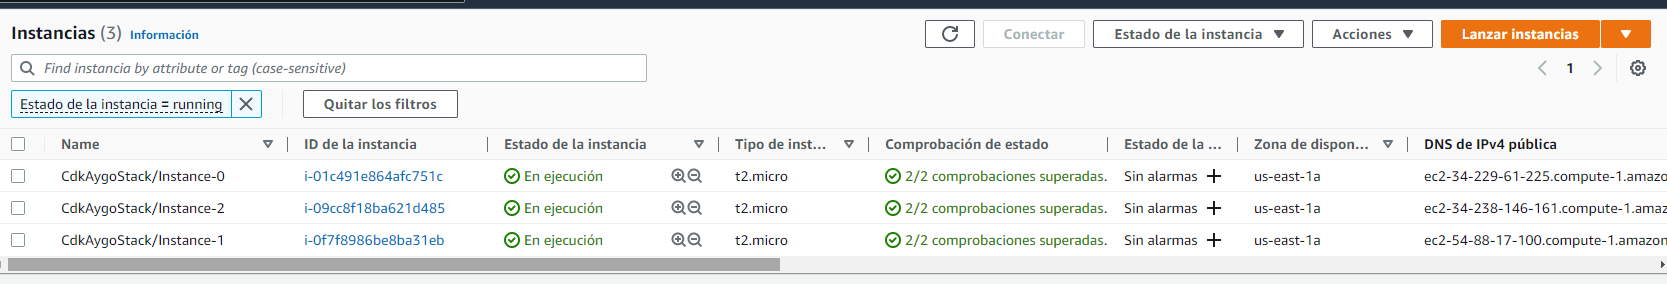 Instancias (3) Información Conectar Estado de la instancia Acciones Lanzar instancias
Find instancia by attribute or tag (case-sensitive) 1
Estado de la instancia = running Quitar los filtros
Name ID de la instancia Estado de la instancia Tipo de inst... Comprobación de estado Estado de la ... Zona de dispon... DNS de IPv4 pública
CdkAygoStack/Instance-0 i-01c491e864afc751c En ejecución t2.micro 2/2 comprobaciones superadas. Sin alarmas us-east-1a ec2-34-229-61-225.compute-1.amazo
CdkAygoStack/Instance-2 i-09cc8f18ba621d485 En ejecución t2.micro 2/2 comprobaciones superadas. Sin alarmas us-east-1a ec2-34-238-146-161.compute-1.amaz
CdkAygoStack/Instance-1 i-0f7f8986be8ba31eb En ejecución t2.micro 2/2 comprobaciones superadas. Sin alarmas us-east-1a ec2-54-88-17-100.compute-1.amazon